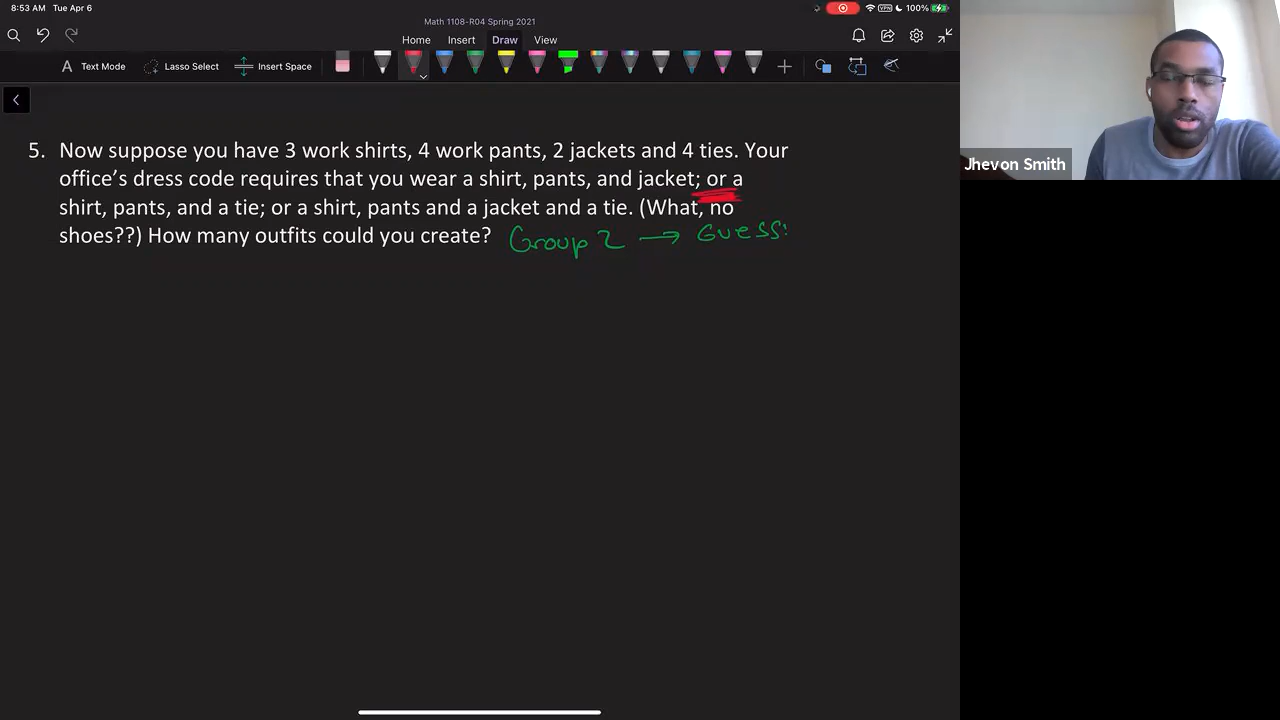 8:53 AM Tue Apr 6
VPN 100%
Math 1108-R04 Spring 2021
Home Insert Draw View
Text Mode Lasso Select Insert Space
5. Now suppose you have 3 work shirts, 4 work pants, 2 jackets and 4 ties. Your
office's dress code requires that you wear a shirt, pants, and jacket; or a
shirt, pants, and a tie; or a shirt, pants and a jacket and a tie. (What, no
shoes??) How many outfits could you create? Group 2 → Guess:
Jhevon Smith